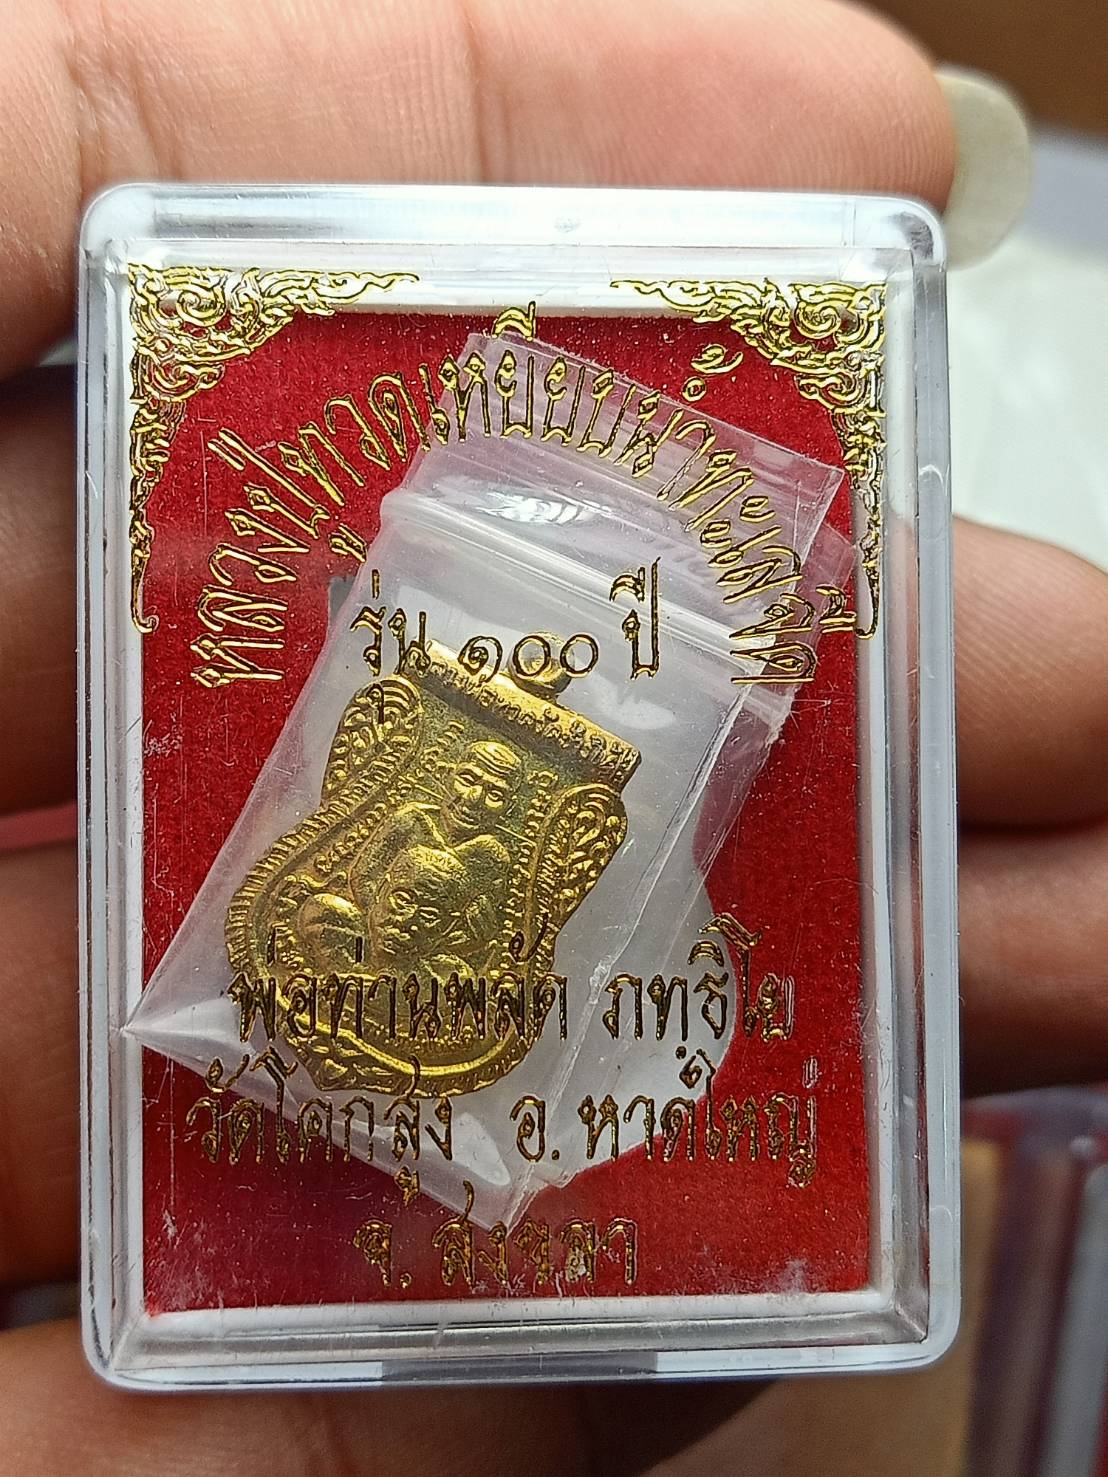 หลวงปู่ทวดเหยียบน้ำทะเลจืด
รุ่น ๑๐๐ ปี
พ่อท่านพลัด ภทฺธิโย
วัดโคกสูง อ.หาดใหญ่
จ.สงขลา